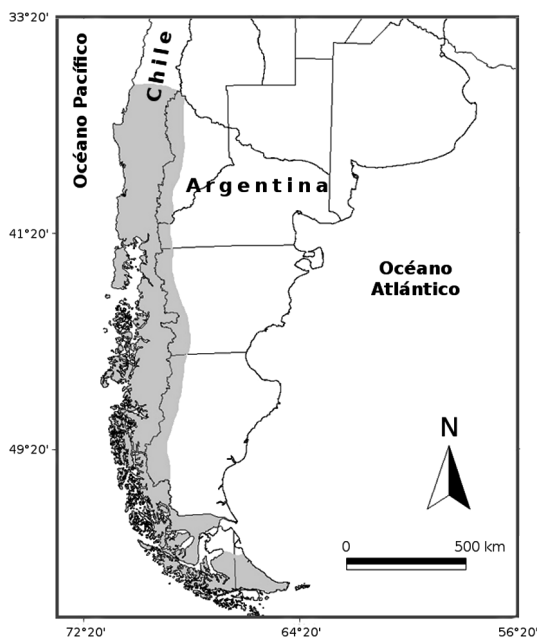 33°20'
Océano Pacífico
Chile
Argentina
41°20'
Océano
Atlántico
49°20'
N
0 500 km
72°20' 64°20' 56°20'